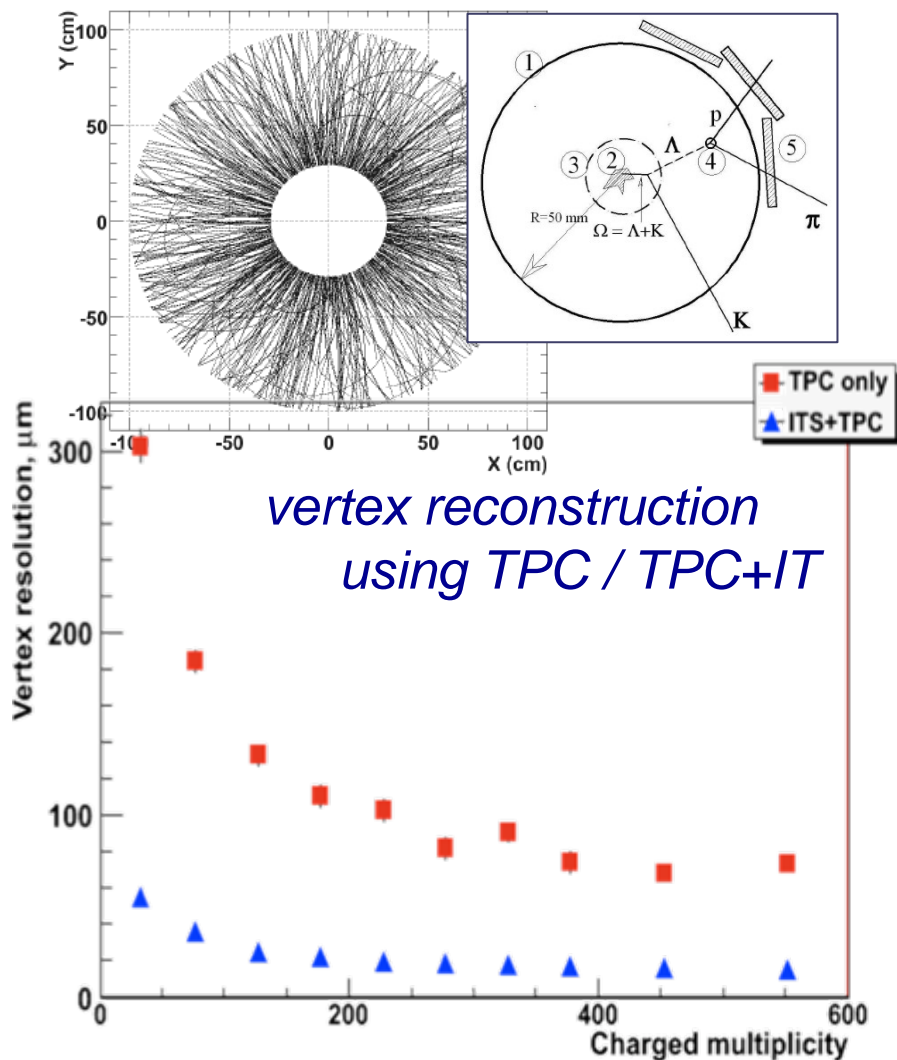 Y (cm)
100
50
0
-50
-100
-100
-50
0
50
100
X (cm)
1
2
3
4
5
Λ
p
π
K
R=50 mm
Ω = Λ+K
TPC only
ITS+TPC
vertex reconstruction
using TPC / TPC+IT
Vertex resolution, μm
300
200
100
0
0
200
400
600
Charged multiplicity